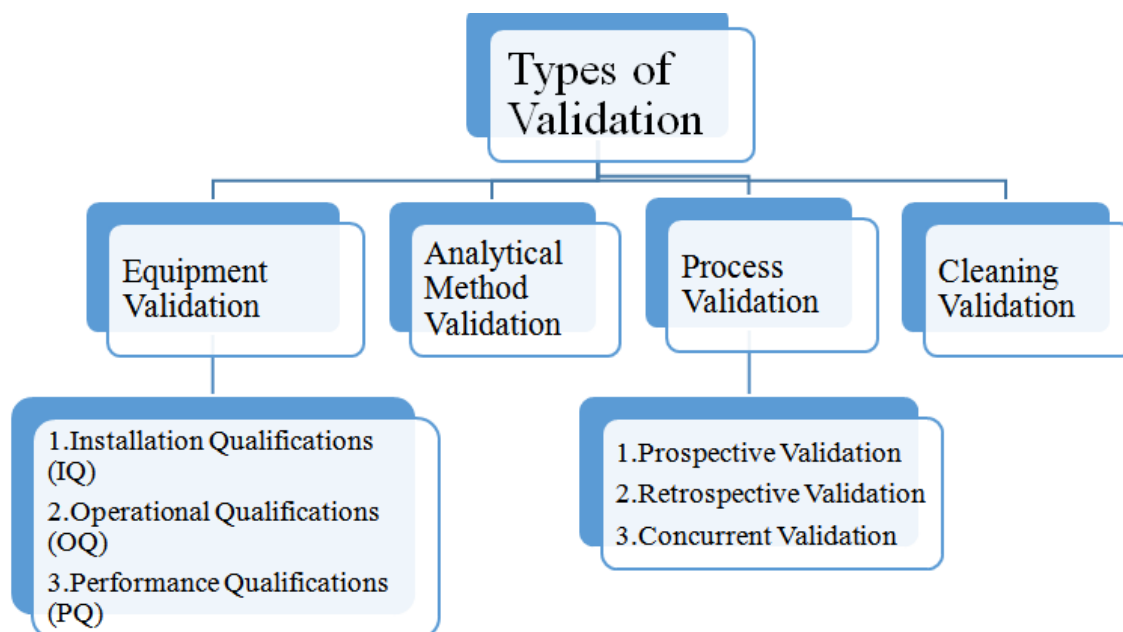 Types of
Validation
Equipment
Validation
Analytical
Method
Validation
Process
Validation
Cleaning
Validation
1.Installation Qualifications
(IQ)
2.Operational Qualifications
(OQ)
3.Performance Qualifications
(PQ)
1.Prospective Validation
2.Retrospective Validation
3.Concurrent Validation